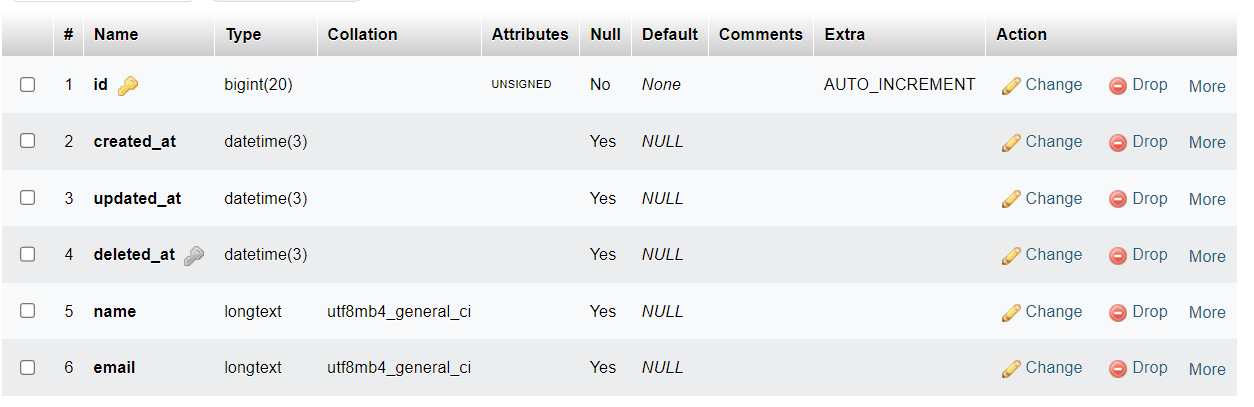 # Name Type Collation Attributes Null Default Comments Extra Action
1 id bigint(20) UNSIGNED No None AUTO_INCREMENT Change Drop More
2 created_at datetime(3) Yes NULL Change Drop More
3 updated_at datetime(3) Yes NULL Change Drop More
4 deleted_at datetime(3) Yes NULL Change Drop More
5 name longtext utf8mb4_general_ci Yes NULL Change Drop More
6 email longtext utf8mb4_general_ci Yes NULL Change Drop More